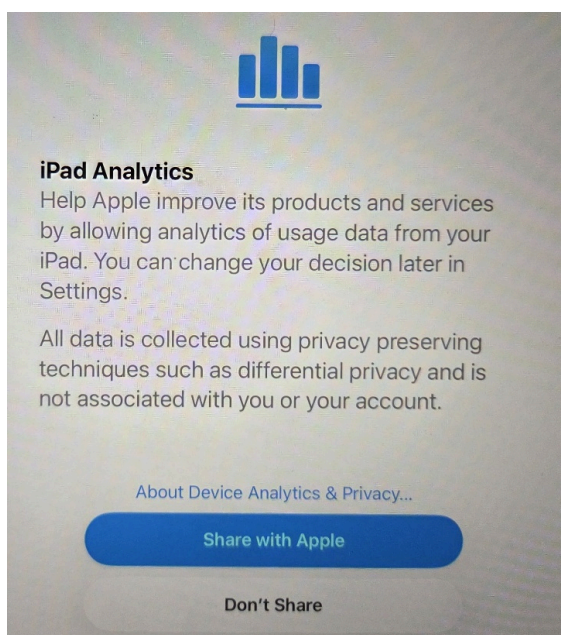 iPad Analytics
Help Apple improve its products and services
by allowing analytics of usage data from your
iPad. You can change your decision later in
Settings.
All data is collected using privacy preserving
techniques such as differential privacy and is
not associated with you or your account.
About Device Analytics & Privacy...
Share with Apple
Don't Share